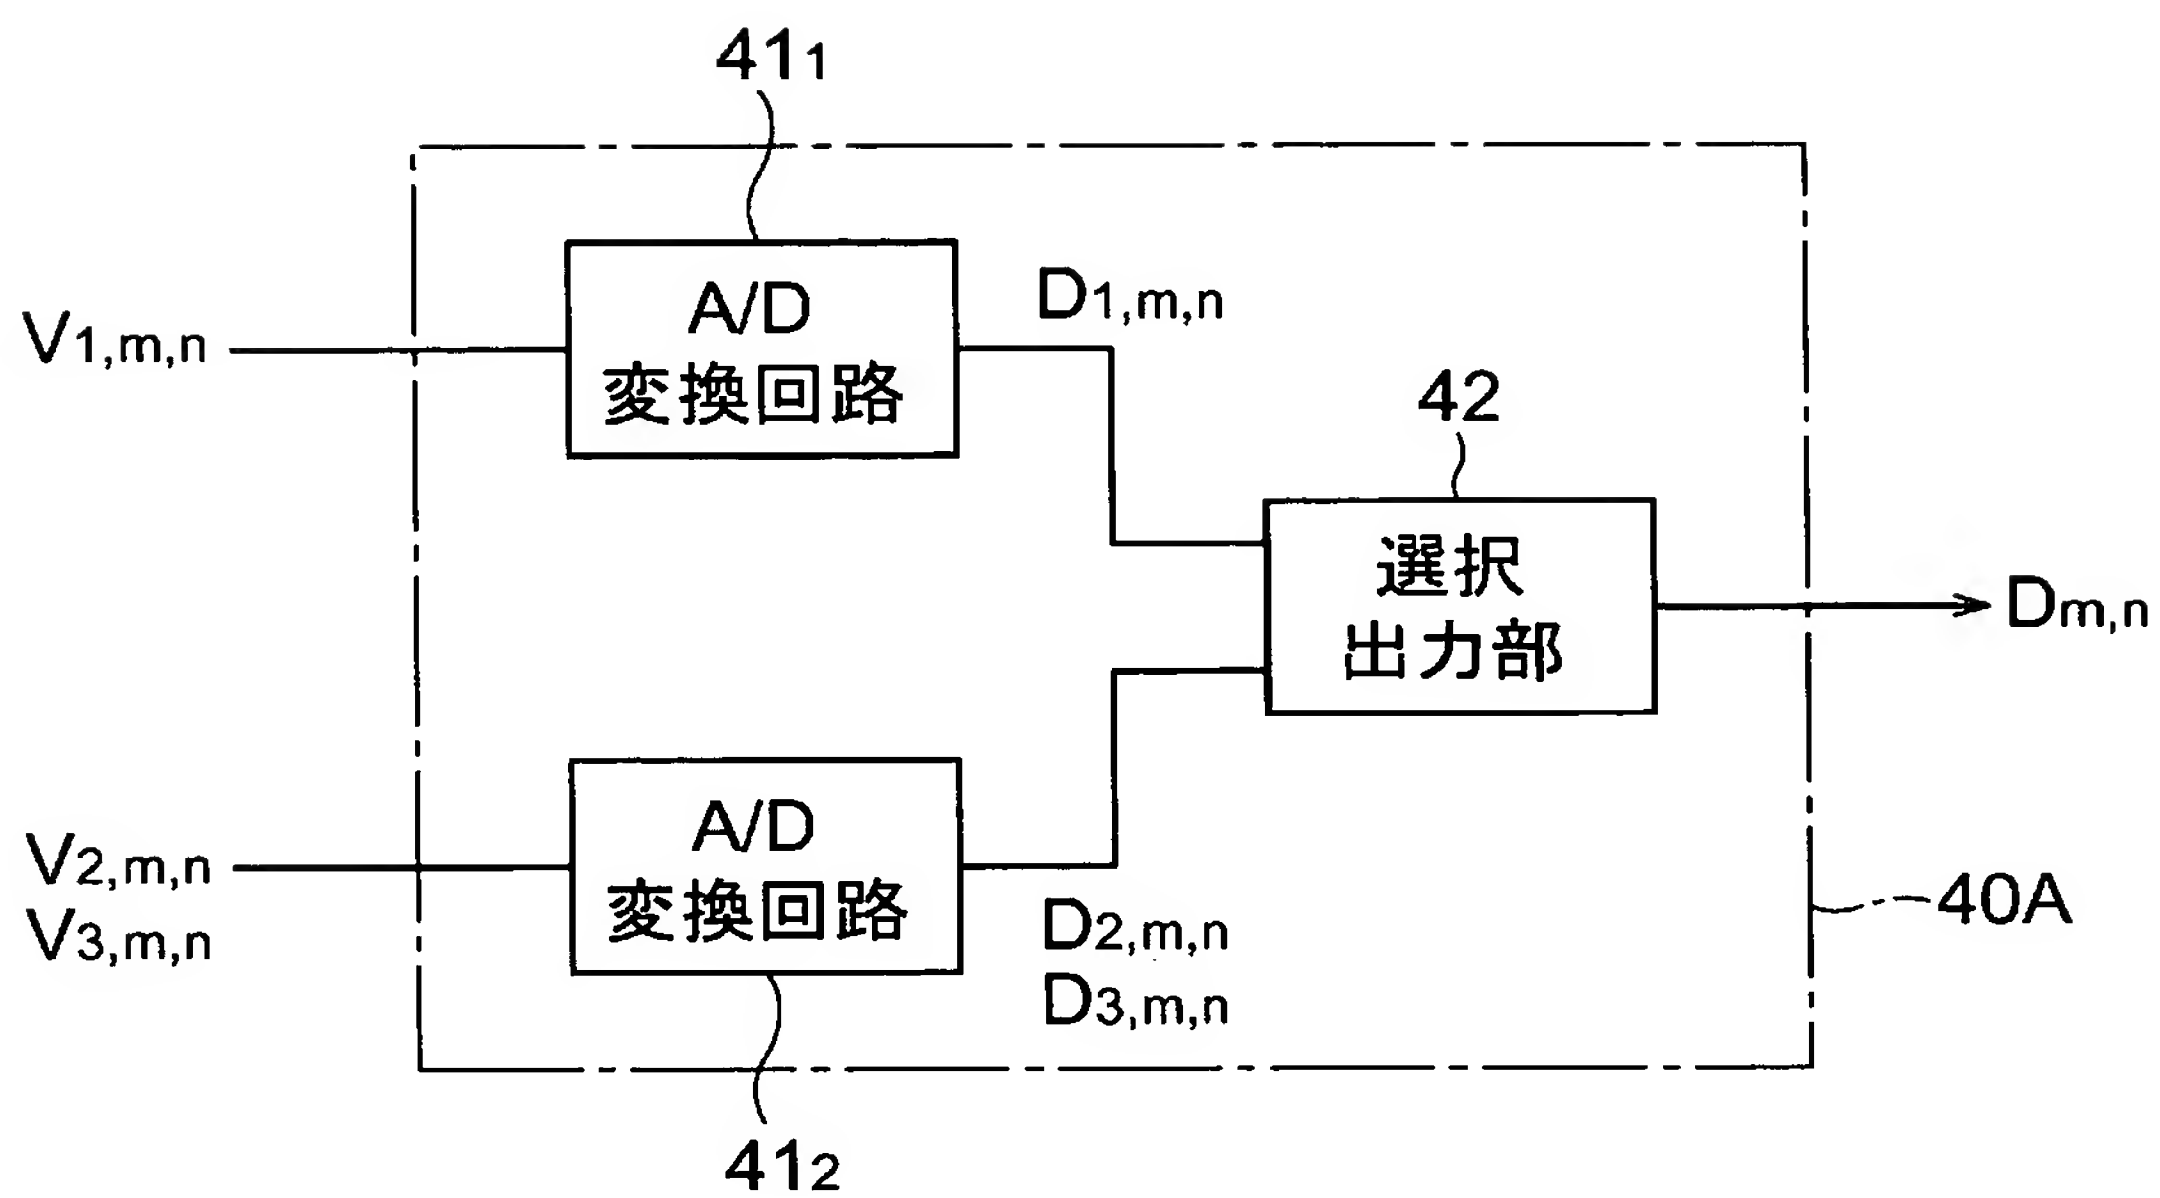 41₁
A/D
変換回路
V1,m,n
D1,m,n
42
選択
出力部
Dm,n
A/D
変換回路
V2,m,n
V3,m,n
D2,m,n
D3,m,n
40A
41₂